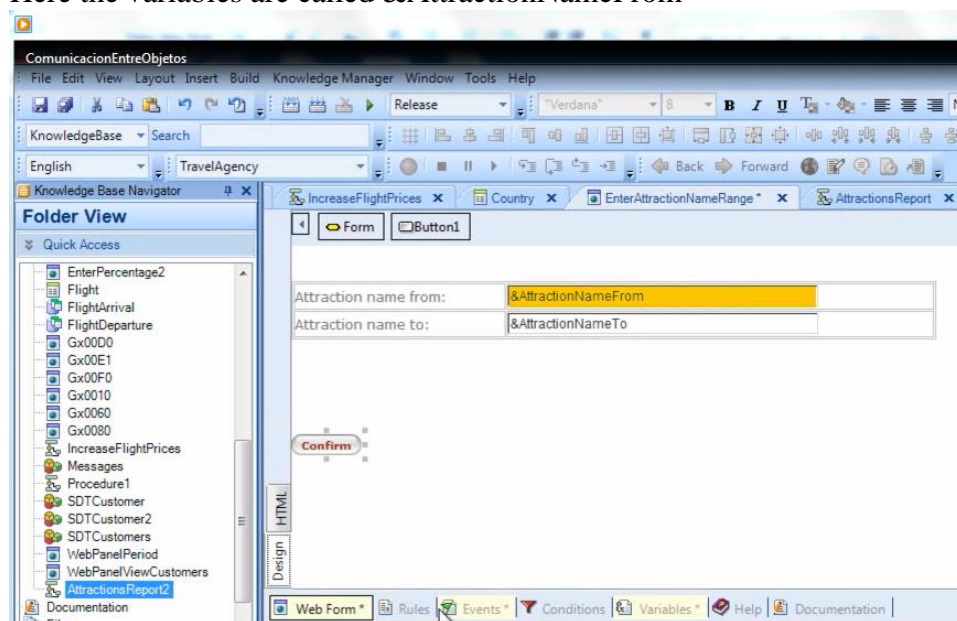 Here the variables are called &AttractionNameFrom
ComunicacionEntreObjetos
File Edit View Layout Insert Build Knowledge Manager Window Tools Help
Release "Verdana" 8 B I U
KnowledgeBase Search
English TravelAgency Back Forward
Knowledge Base Navigator IncreaseFlightPrices Country EnterAttractionNameRange * AttractionsReport
Folder View
Form Button1
Quick Access
EnterPercentage2
Flight
FlightArrival
FlightDeparture
Gx00D0
Gx00E1
Gx00F0
Gx0010
Gx0060
Gx0080
IncreaseFlightPrices
Messages
Procedure1
SDTCustomer
SDTCustomer2
SDTCustomers
WebPanelPeriod
WebPanelViewCustomers
AttractionsReport2
Documentation
Attraction name from: &AttractionNameFrom
Attraction name to: &AttractionNameTo
Confirm
HTML
Design
Web Form * Rules Events * Conditions Variables * Help Documentation